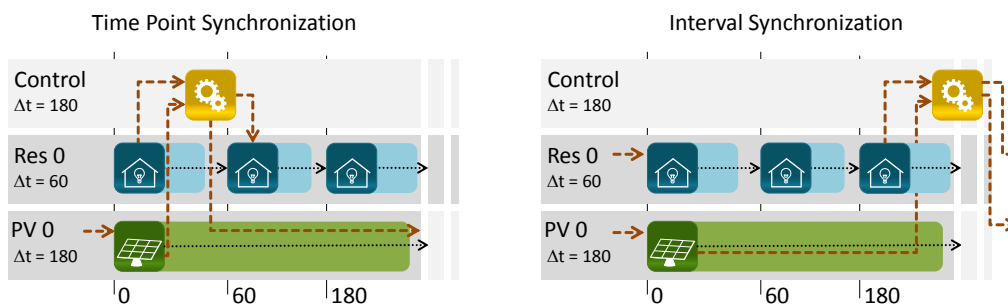 Time Point Synchronization
Control
Δt = 180
Res 0
Δt = 60
PV 0
Δt = 180
0
60
180
Interval Synchronization
Control
Δt = 180
Res 0
Δt = 60
PV 0
Δt = 180
0
60
180